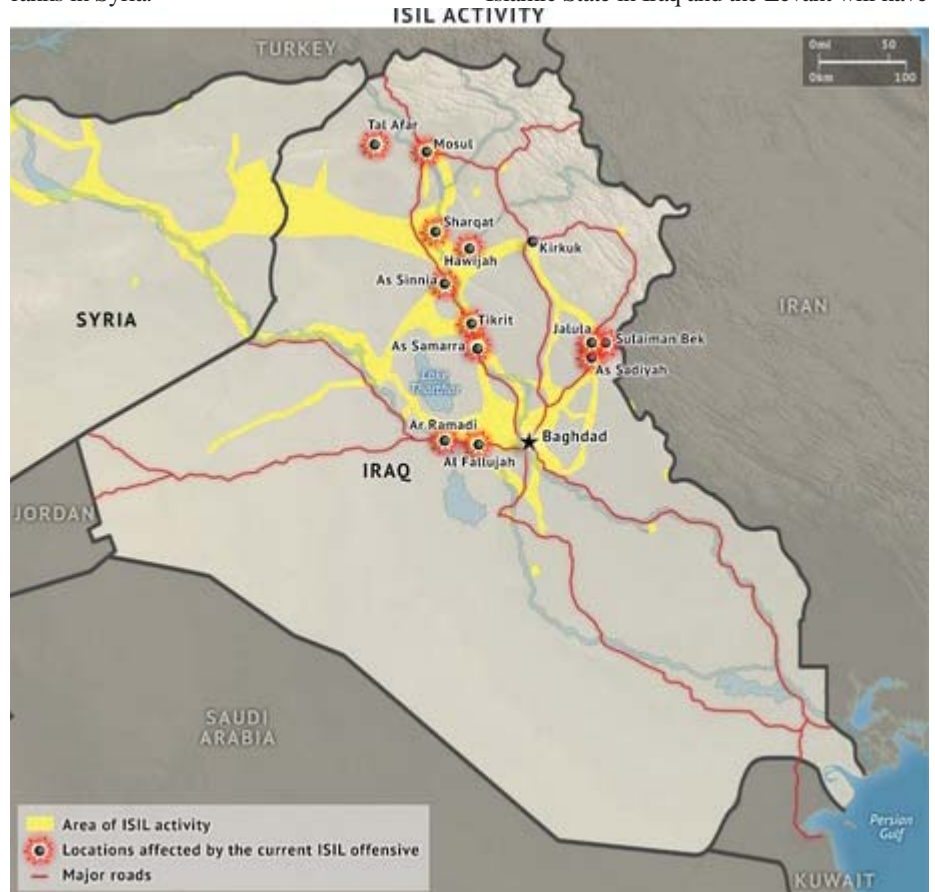 ISIL ACTIVITY
TURKEY
0mi 50
0km 100
Tal Afar
Mosul
Sharqat
Hawijah
Kirkuk
As Sinnia
IRAN
SYRIA
Tikrit
Jalula
Sulaiman Bek
As Samarra
As Sadiyah
Lake
Tharthar
Ar Ramadi
Baghdad
Al Fallujah
IRAQ
JORDAN
SAUDI
ARABIA
Area of ISIL activity
Locations affected by the current ISIL offensive
Major roads
Persian
Gulf
KUWAIT